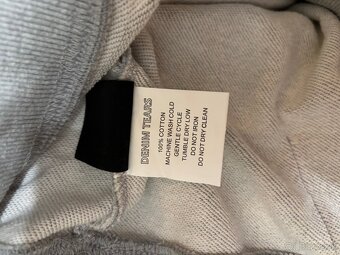 DENIM TEARS
100% COTTON
MACHINE WASH COLD
GENTLE CYCLE
TUMBLE DRY LOW
DO NOT IRON
DO NOT DRY CLEAN